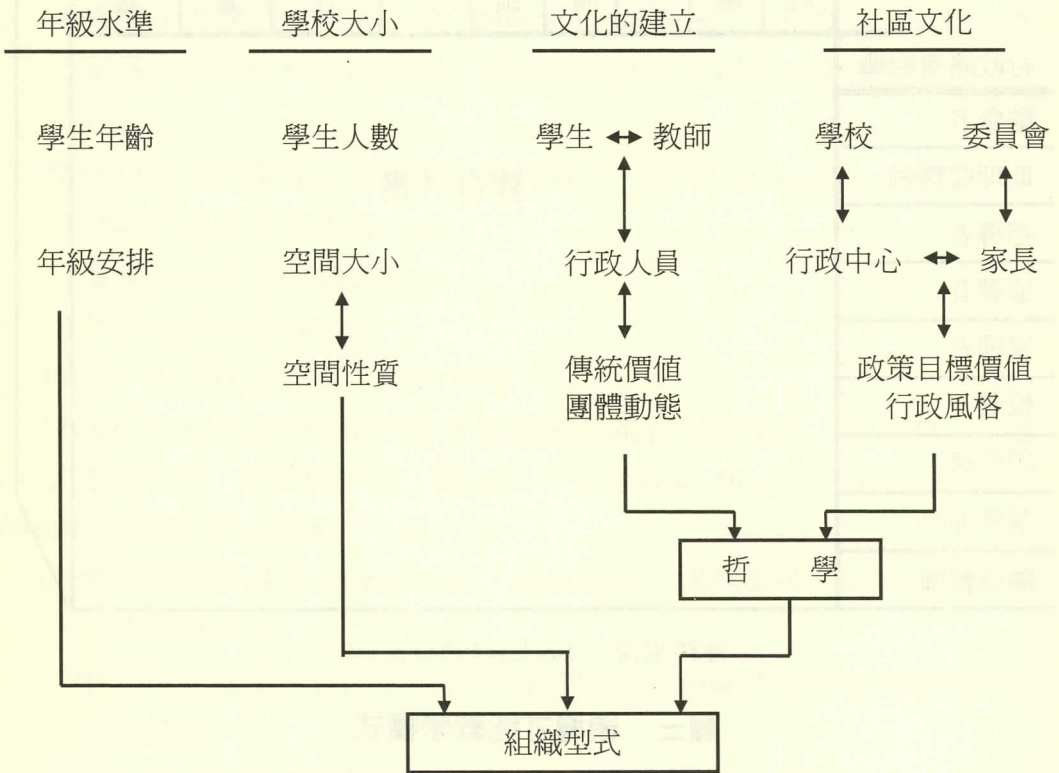 年級水準
學校大小
文化的建立
社區文化
學生年齡
學生人數
學生
教師
學校
委員會
年級安排
空間大小
行政人員
行政中心
家長
空間性質
傳統價值
團體動態
政策目標價值
行政風格
哲 學
組織型式